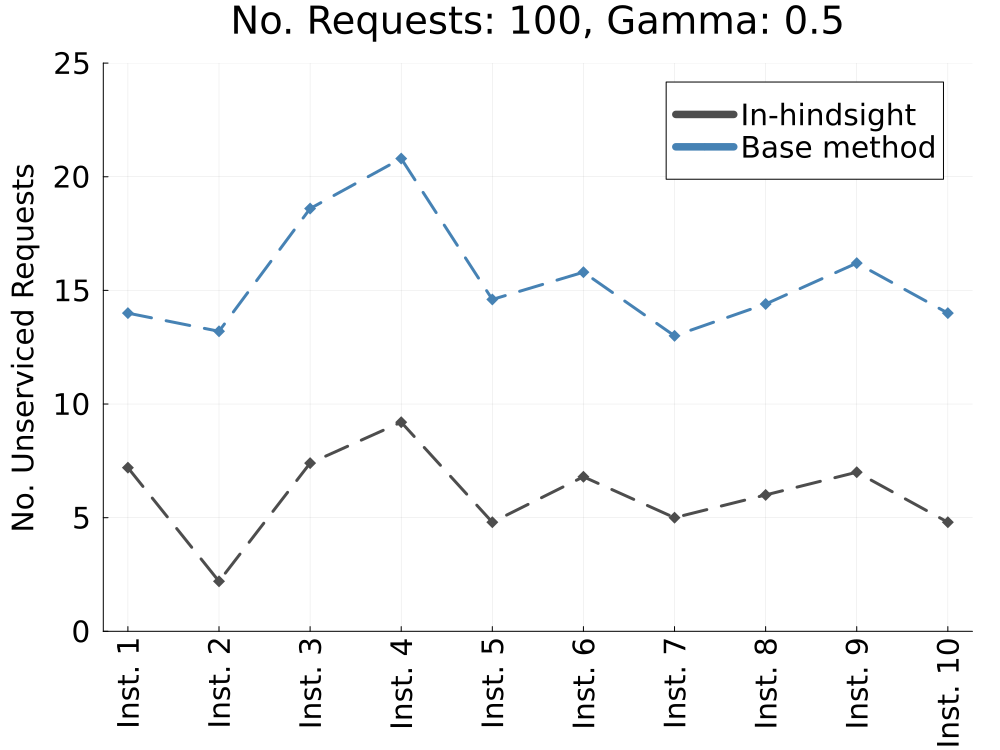 No. Requests: 100, Gamma: 0.5
In-hindsight
Base method
No. Unserviced Requests
25
20
15
10
5
0
Inst. 1
Inst. 2
Inst. 3
Inst. 4
Inst. 5
Inst. 6
Inst. 7
Inst. 8
Inst. 9
Inst. 10